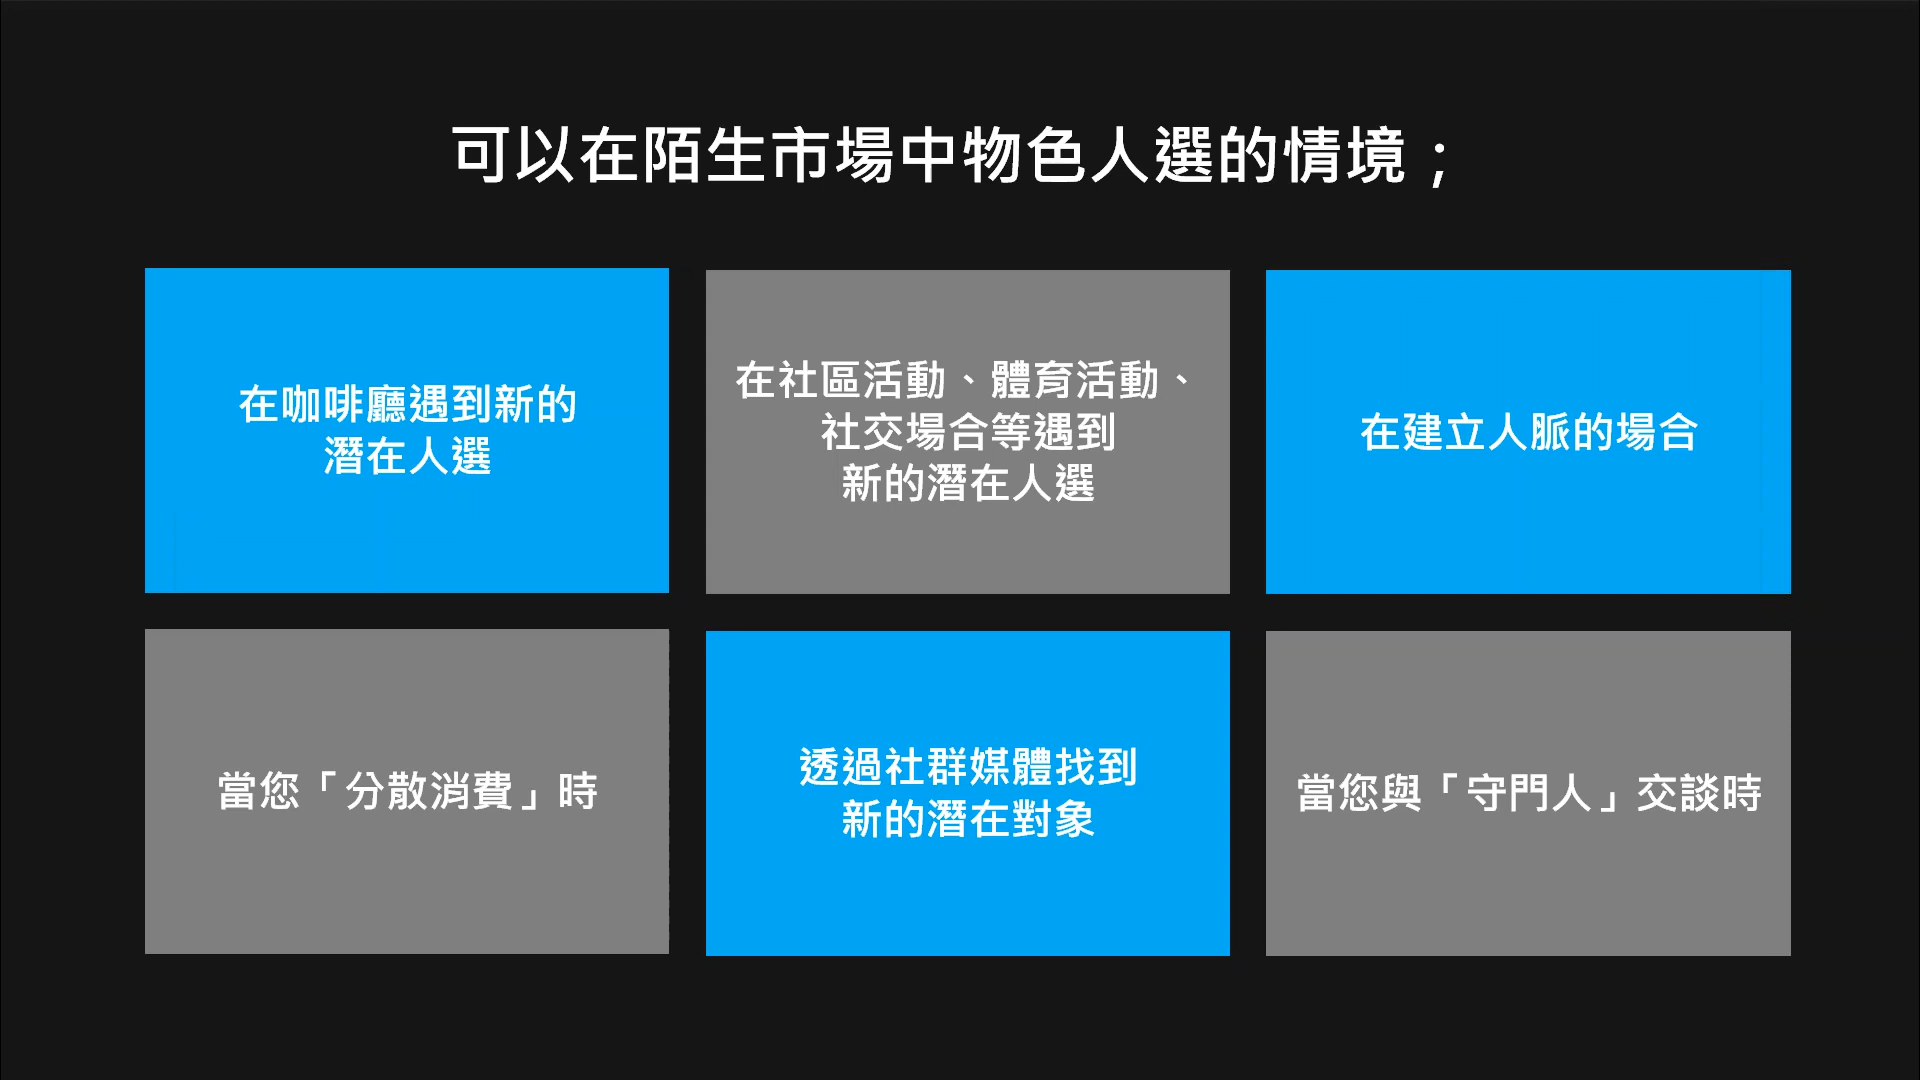 可以在陌生市場中物色人選的情境；
在咖啡廳遇到新的
潛在人選
在社區活動、體育活動、
社交場合等遇到
新的潛在人選
在建立人脈的場合
當您「分散消費」時
透過社群媒體找到
新的潛在對象
當您與「守門人」交談時